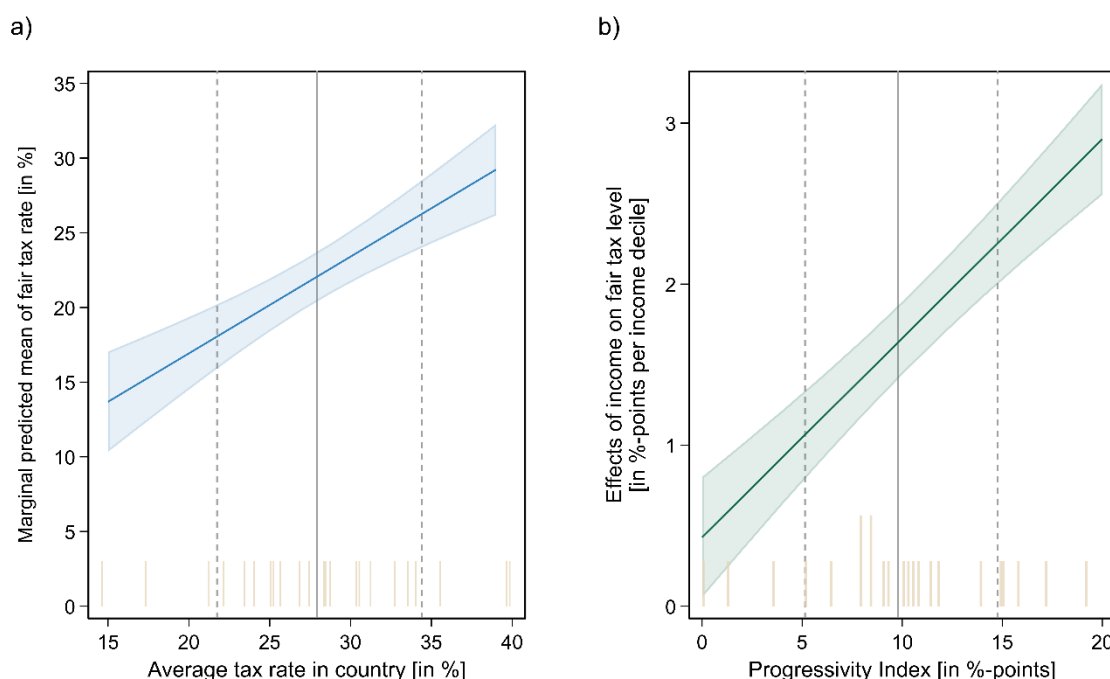 a)
35
30
25
20
15
10
5
0
Marginal predicted mean of fair tax rate [in %]
15 20 25 30 35 40
Average tax rate in country [in %]
b)
3
2
1
0
Effects of income on fair tax level
[in %-points per income decile]
0 5 10 15 20
Progressivity Index [in %-points]